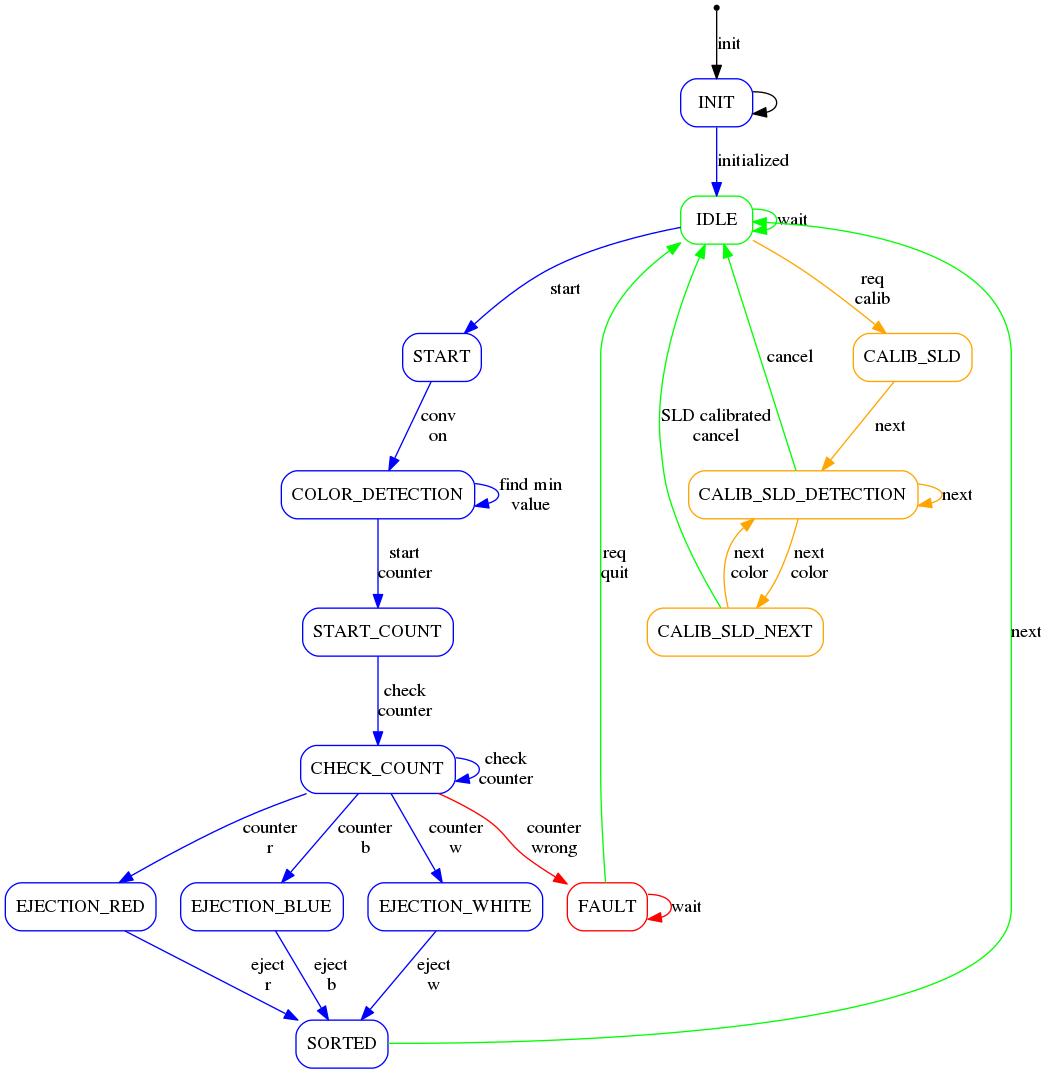 init
INIT
initialized
IDLE
wait
start
req
calib
START
CALIB_SLD
cancel
conv
on
SLD calibrated
cancel
next
COLOR_DETECTION
find min
value
CALIB_SLD_DETECTION
next
start
counter
req
quit
next
color
next
color
START_COUNT
CALIB_SLD_NEXT
next
check
counter
CHECK_COUNT
check
counter
counter
r
counter
b
counter
w
counter
wrong
EJECTION_RED
EJECTION_BLUE
EJECTION_WHITE
FAULT
wait
eject
r
eject
b
eject
w
SORTED